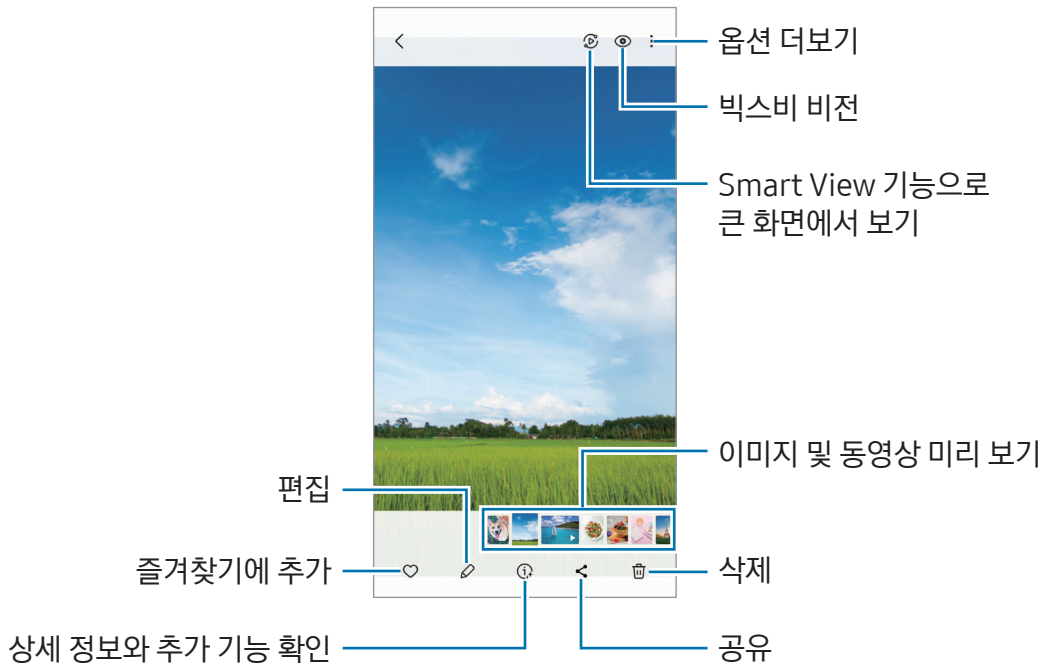 옵션 더보기
빅스비 비전
Smart View 기능으로
큰 화면에서 보기
이미지 및 동영상 미리 보기
편집
즐겨찾기에 추가
삭제
상세 정보와 추가 기능 확인
공유